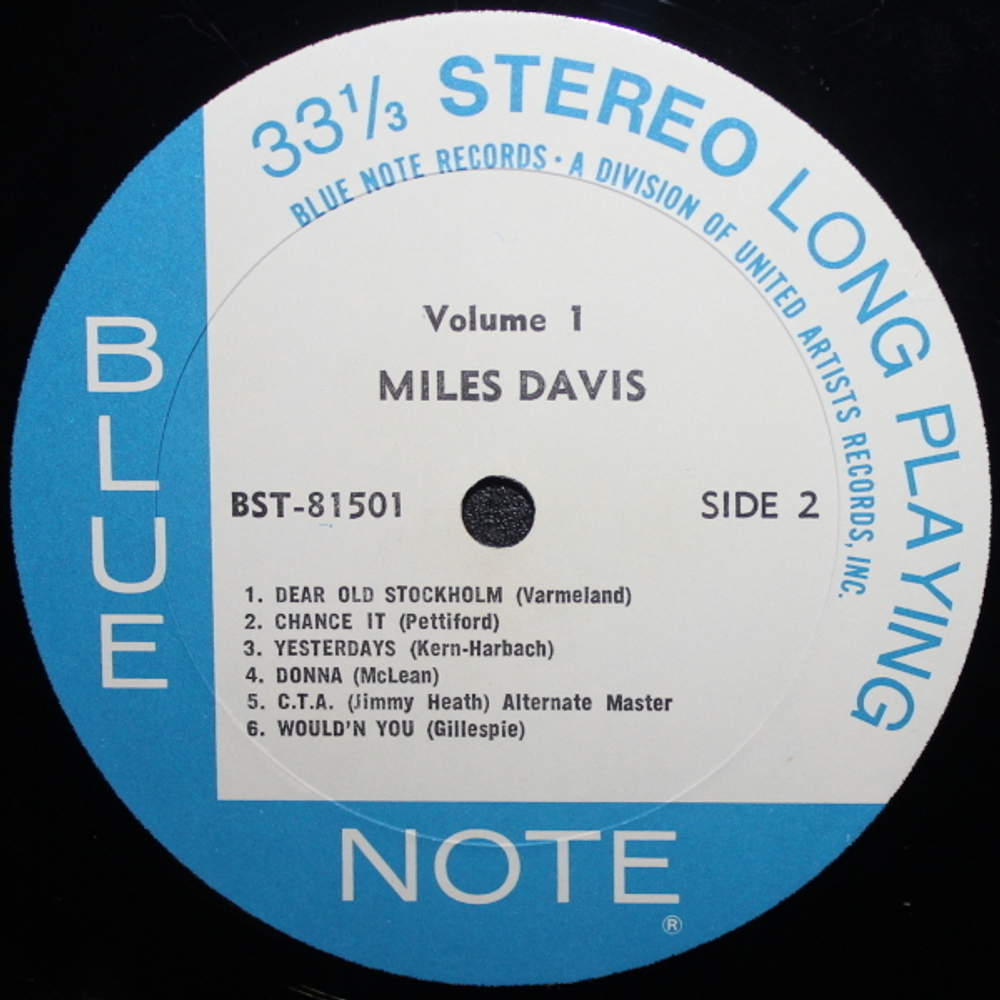 33 1/3 STEREO LONG PLAYING
BLUE NOTE RECORDS · A DIVISION OF UNITED ARTISTS RECORDS, INC.
Volume 1
MILES DAVIS
BST-81501
SIDE 2
1. DEAR OLD STOCKHOLM (Varmeland)
2. CHANCE IT (Pettiford)
3. YESTERDAYS (Kern-Harbach)
4. DONNA (McLean)
5. C.T.A. (Jimmy Heath) Alternate Master
6. WOULD'N YOU (Gillespie)
BLUE
NOTE
®